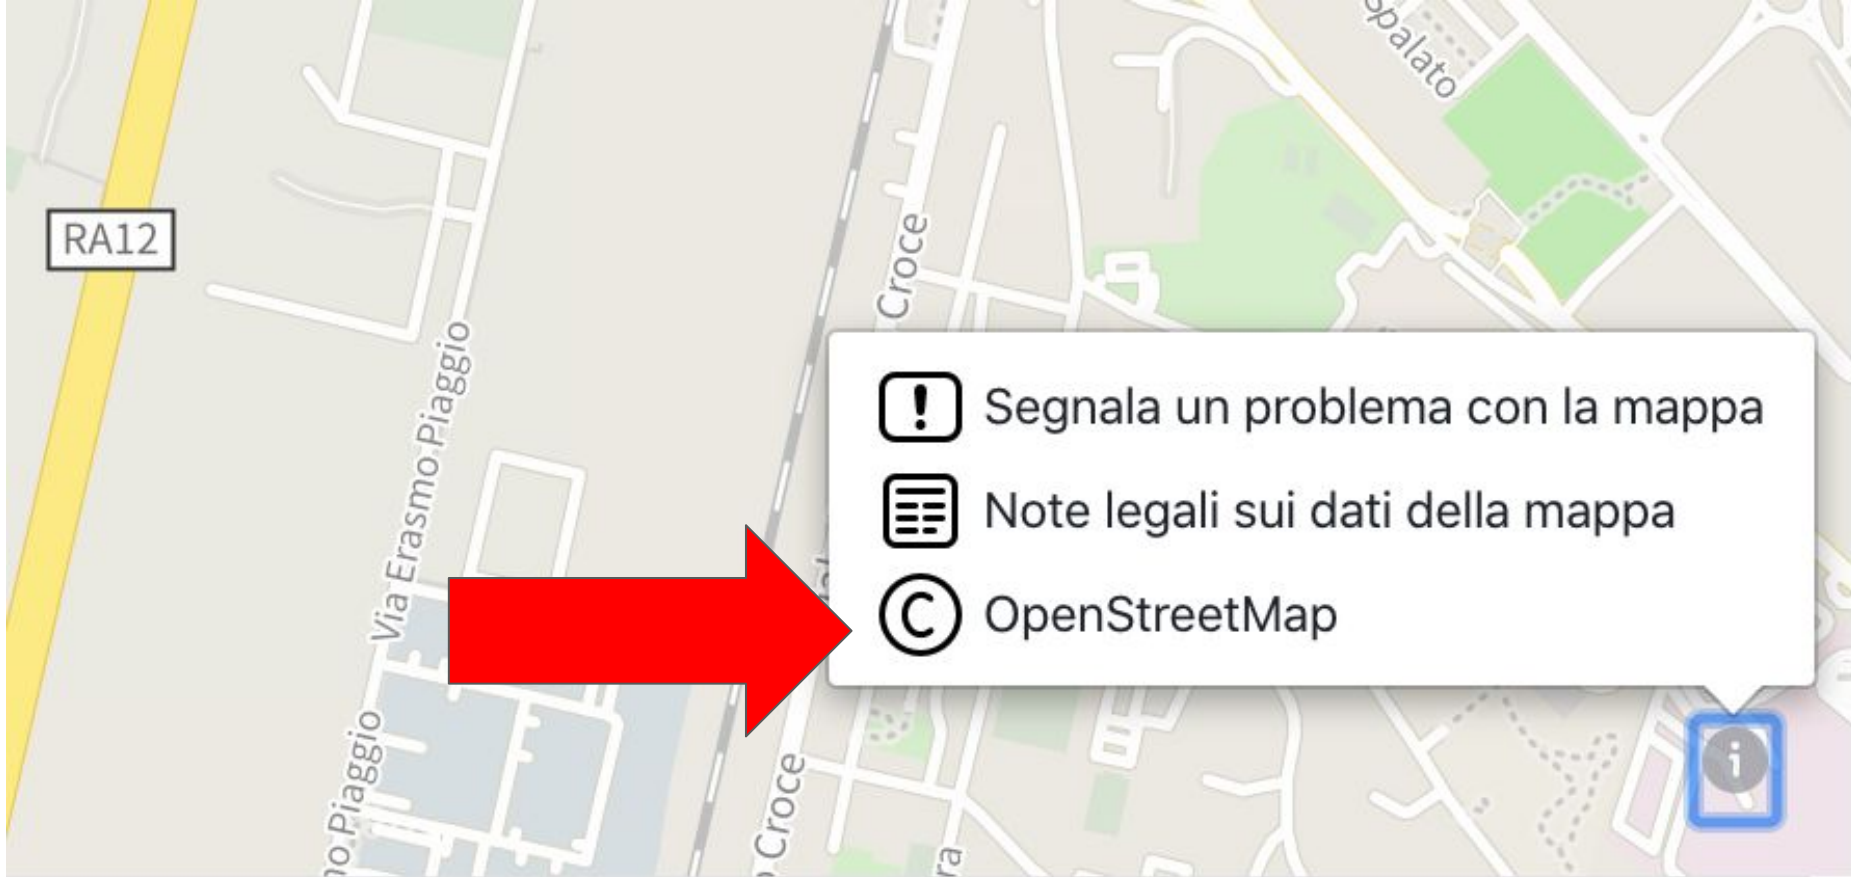 Spalato
RA12
Croce
Via Erasmo Piaggio
Segnala un problema con la mappa
Note legali sui dati della mappa
OpenStreetMap
Piaggio
Croce